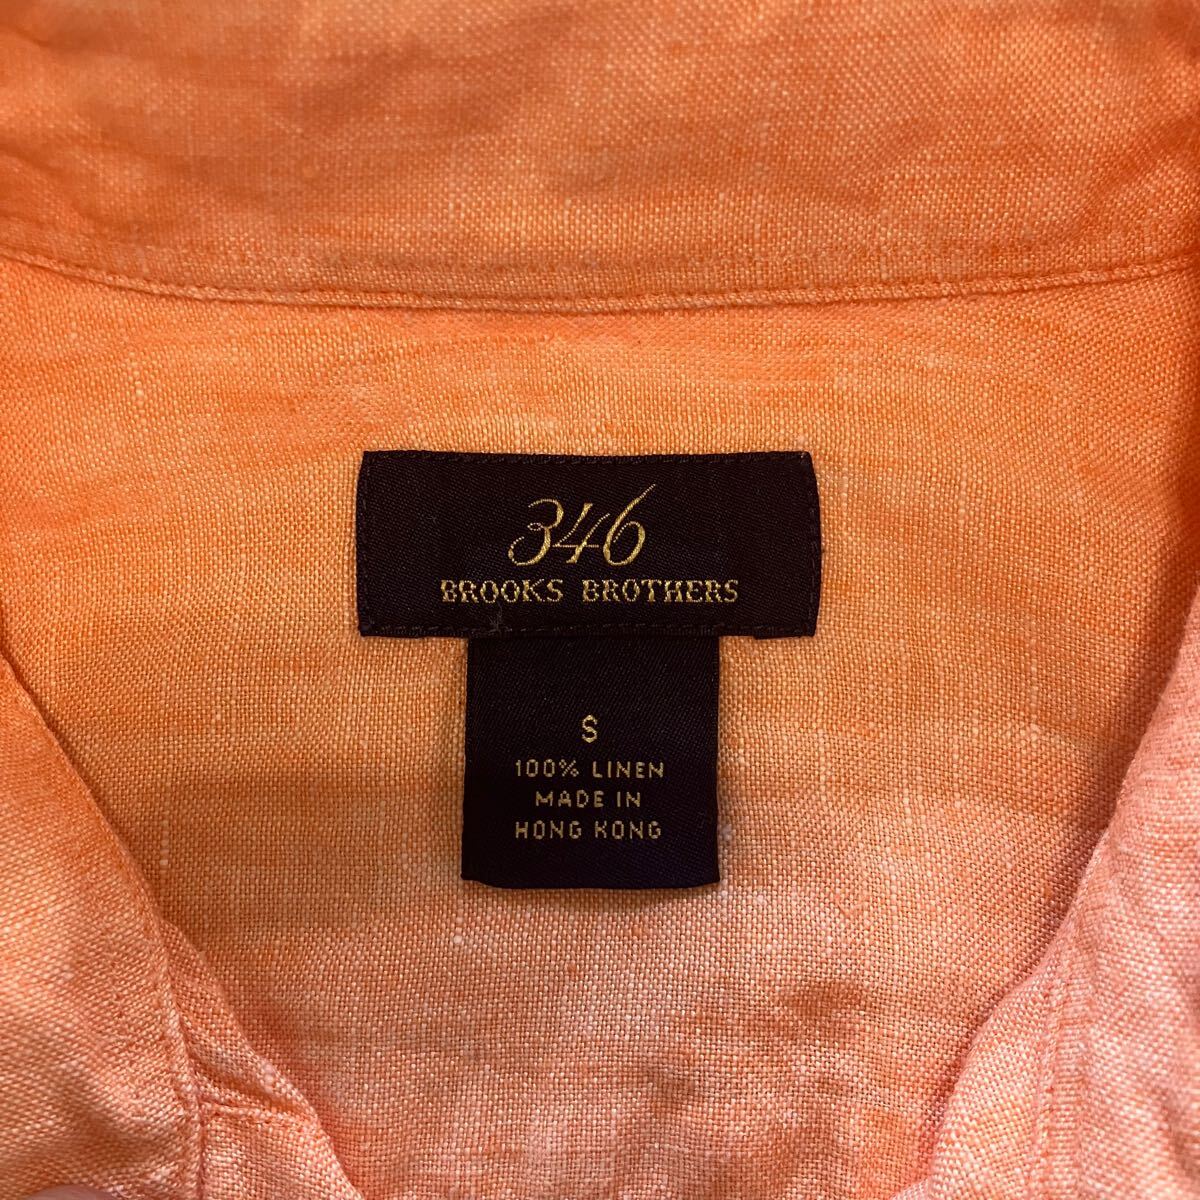 346
BROOKS BROTHERS
S
100% LINEN
MADE IN
HONG KONG